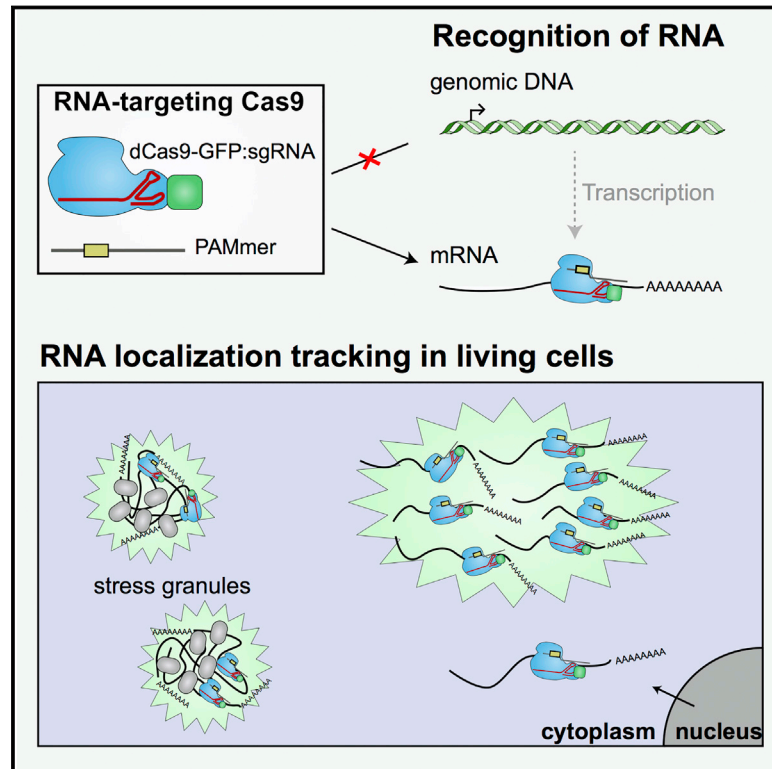 Recognition of RNA
genomic DNA
RNA-targeting Cas9
dCas9-GFP:sgRNA
PAMmer
Transcription
mRNA
AAAAAAAA
RNA localization tracking in living cells
stress granules
AAAAAAAA
cytoplasm
nucleus